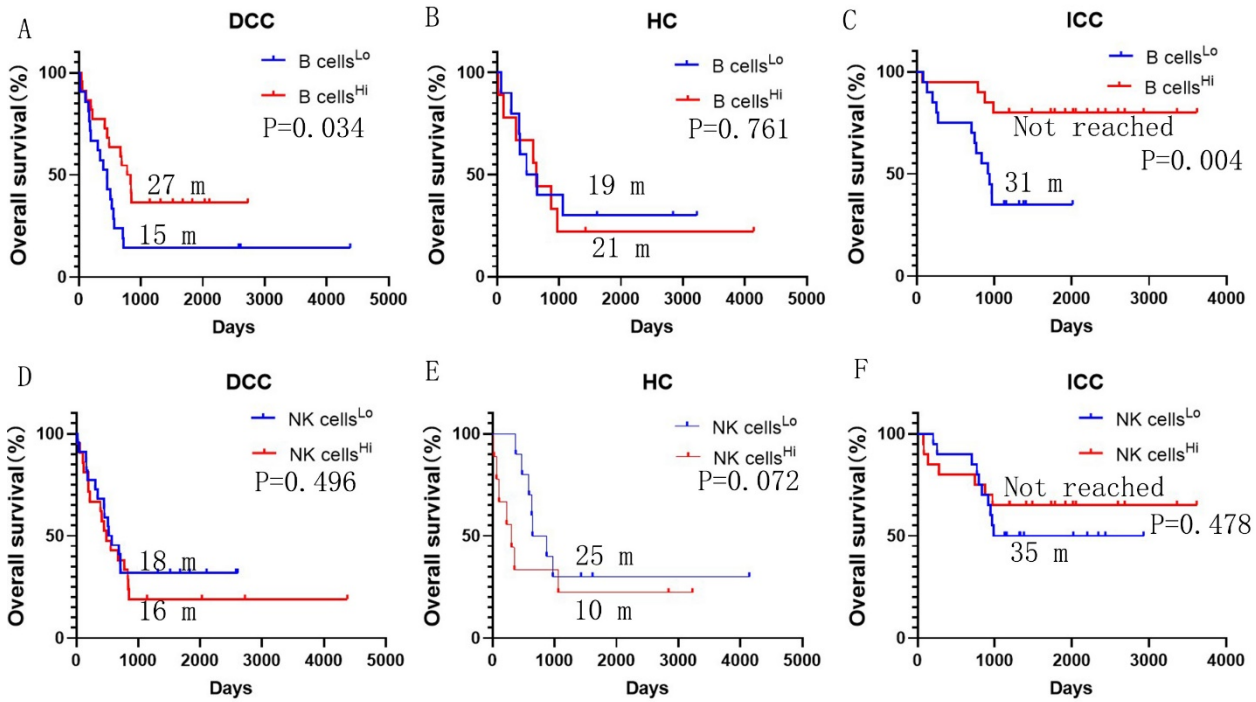 A
DCC
B cellsLo
B cellsHi
P=0.034
27 m
15 m
Overall survival(%)
100
50
0
0 1000 2000 3000 4000 5000
Days
B
HC
B cellsLo
B cellsHi
P=0.761
19 m
21 m
Overall survival(%)
100
50
0
0 1000 2000 3000 4000 5000
Days
C
ICC
B cellsLo
B cellsHi
Not reached
P=0.004
31 m
Overall survival(%)
100
50
0
0 1000 2000 3000 4000
Days
D
DCC
NK cellsLo
NK cellsHi
P=0.496
18 m
16 m
Overall survival(%)
100
50
0
0 1000 2000 3000 4000 5000
Days
E
HC
NK cellsLo
NK cellsHi
P=0.072
25 m
10 m
Overall survival(%)
100
50
0
0 1000 2000 3000 4000 5000
Days
F
ICC
NK cellsLo
NK cellsHi
Not reached
P=0.478
35 m
Overall survival(%)
100
50
0
0 1000 2000 3000 4000
Days